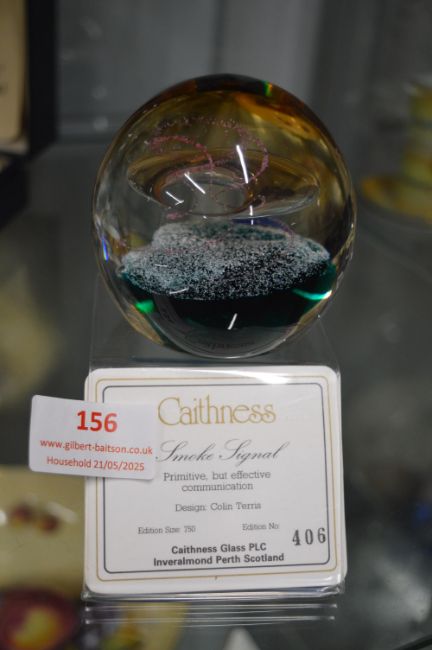 156
www.gilbert-baitson.co.uk
Household 21/05/2025
Caithness
Smoke Signal
Primitive, but effective
communication
Design: Colin Terris
Edition Size: 750 Edition No: 406
Caithness Glass PLC
Inveralmond Perth Scotland